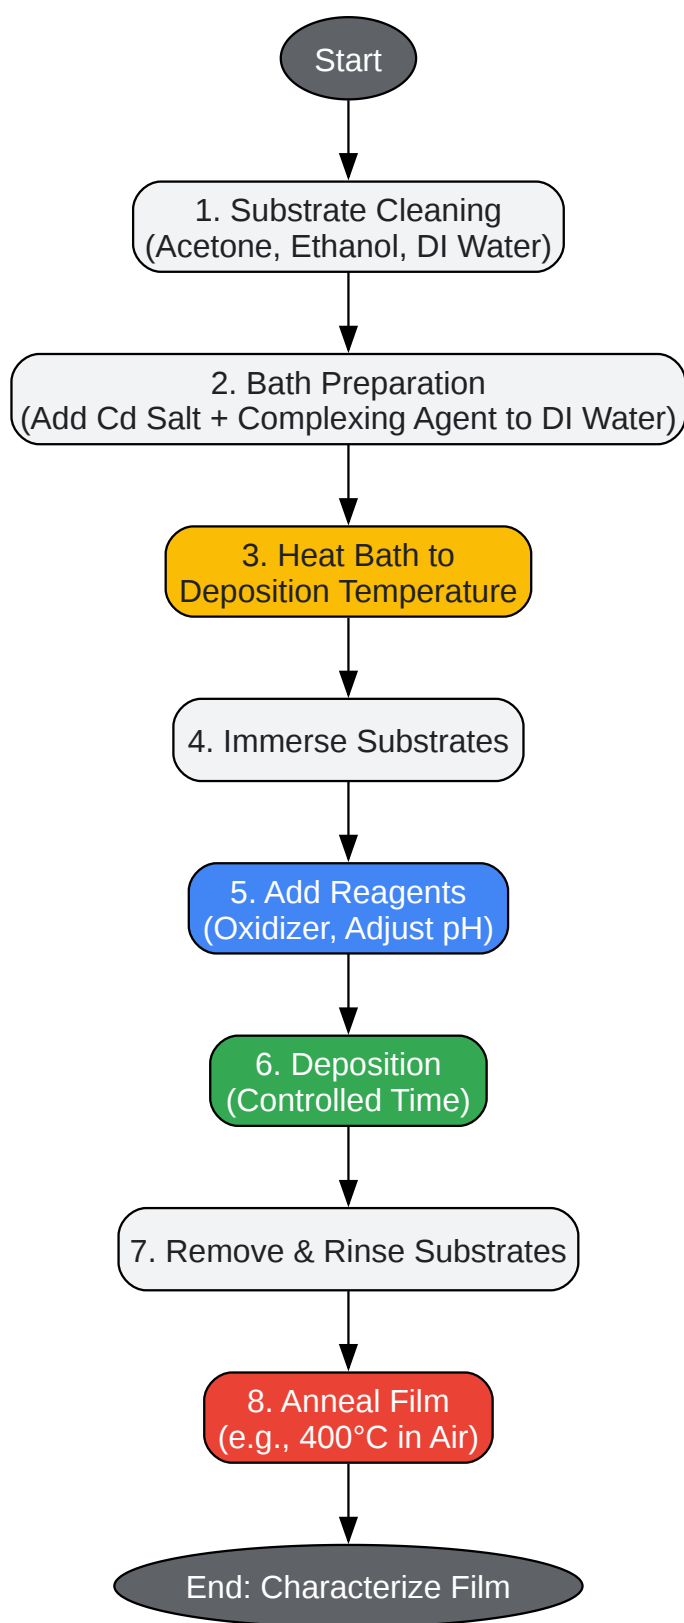 Start
1. Substrate Cleaning
(Acetone, Ethanol, DI Water)
2. Bath Preparation
(Add Cd Salt + Complexing Agent to DI Water)
3. Heat Bath to
Deposition Temperature
4. Immerse Substrates
5. Add Reagents
(Oxidizer, Adjust pH)
6. Deposition
(Controlled Time)
7. Remove & Rinse Substrates
8. Anneal Film
(e.g., 400°C in Air)
End: Characterize Film